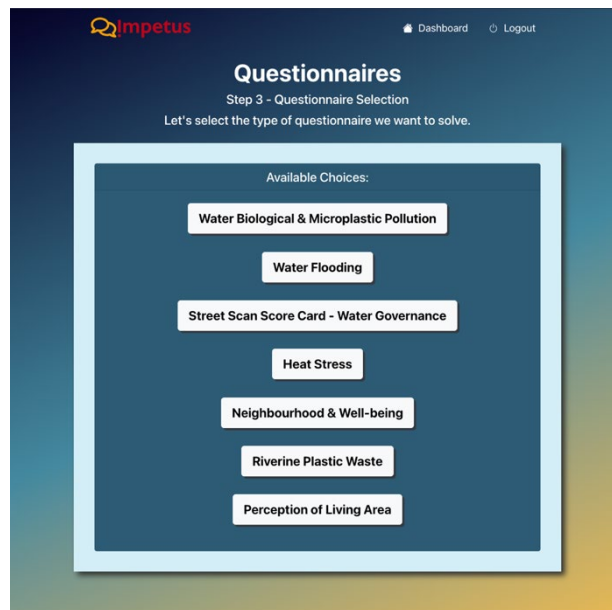 Impetus
Dashboard
Logout
Questionnaires
Step 3 - Questionnaire Selection
Let's select the type of questionnaire we want to solve.
Available Choices:
Water Biological & Microplastic Pollution
Water Flooding
Street Scan Score Card - Water Governance
Heat Stress
Neighbourhood & Well-being
Riverine Plastic Waste
Perception of Living Area